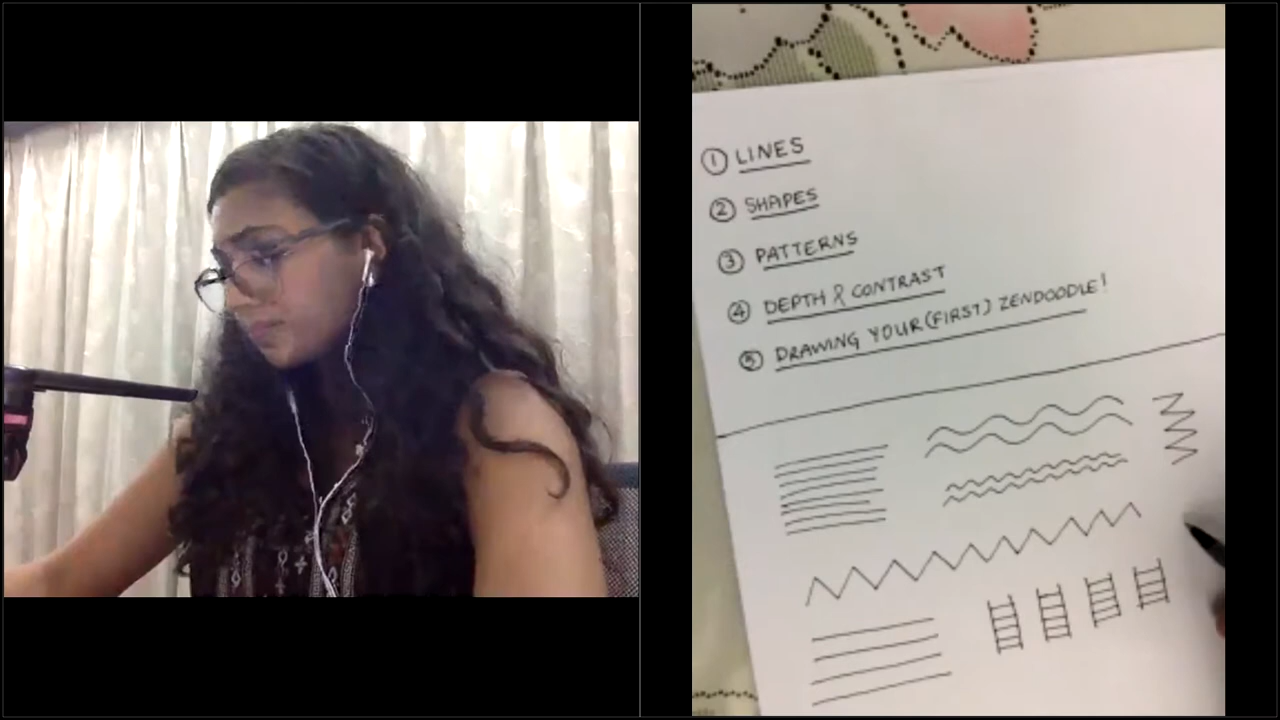 ① LINES
② SHAPES
③ PATTERNS
④ DEPTH & CONTRAST
⑤ DRAWING YOUR (FIRST) ZENDOODLE!